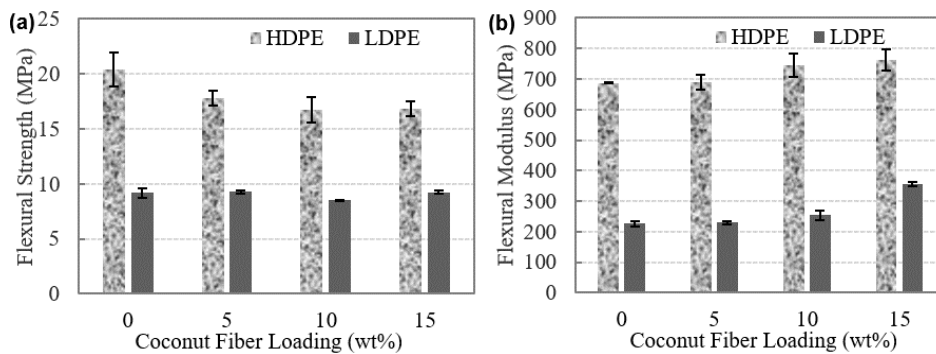 (a)
HDPE LDPE
Flexural Strength (MPa)
25
20
15
10
5
0
0 5 10 15
Coconut Fiber Loading (wt%)
(b)
HDPE LDPE
Flexural Modulus (MPa)
900
800
700
600
500
400
300
200
100
0
0 5 10 15
Coconut Fiber Loading (wt%)